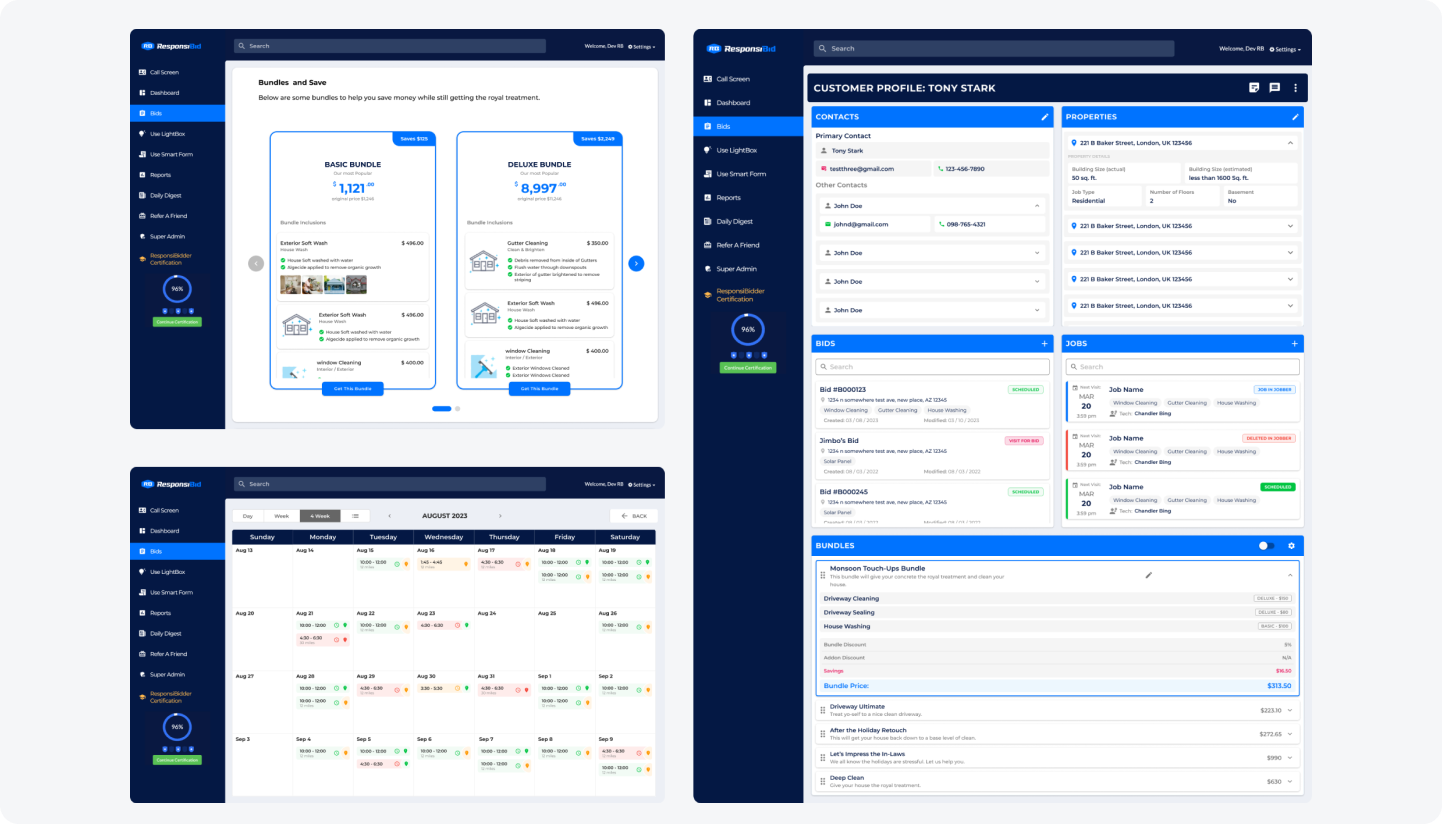 RB ResponsiBid
Search
Welcome, Dev RB Settings
Call Screen
Dashboard
Bids
Use LightBox
Use Smart Form
Reports
Daily Digest
Refer A Friend
Super Admin
ResponsiBidder
Certification
96%
Continue Certification
Bundles and Save
Below are some bundles to help you save money while still getting the royal treatment.
Saves $125
BASIC BUNDLE
Our most Popular
$ 1,121 .00
original price $1,246
Bundle Inclusions
Exterior Soft Wash $ 496.00
House Wash
House Soft washed with water
Algecide applied to remove organic growth
Exterior Soft Wash $ 496.00
House Wash
House Soft washed with water
Algecide applied to remove organic growth
window Cleaning $ 400.00
Interior / Exterior
Get This Bundle
Saves $2,249
DELUXE BUNDLE
Our most Popular
$ 8,997 .00
original price $11,246
Bundle Inclusions
Gutter Cleaning $ 350.00
Clean & Brighten
Debris removed from inside of Gutters
Flush water through downspouts
Exterior of gutter brightened to remove
striping
Exterior Soft Wash $ 496.00
House Wash
House Soft washed with water
Algecide applied to remove organic growth
window Cleaning $ 400.00
Interior / Exterior
Exterior Windows Cleaned
Exterior Windows Cleaned
Get This Bundle
RB ResponsiBid
Search
Welcome, Dev RB Settings
Call Screen
Dashboard
Bids
Use LightBox
Use Smart Form
Reports
Daily Digest
Refer A Friend
Super Admin
ResponsiBidder
Certification
96%
Continue Certification
Day Week 4 Week AUGUST 2023 BACK
Sunday Monday Tuesday Wednesday Thursday Friday Saturday
Aug 13 Aug 14 Aug 15 Aug 16 Aug 17 Aug 18 Aug 19
10:00 - 12:00 1:45 - 4:45 4:30 - 6:30 10:00 - 12:00 10:00 - 12:00
12 miles 12 miles 12 miles
10:00 - 12:00 10:00 - 12:00
12 miles 12 miles
Aug 20 Aug 21 Aug 22 Aug 23 Aug 24 Aug 25 Aug 26
10:00 - 12:00 10:00 - 12:00 4:30 - 6:30 10:00 - 12:00
12 miles 12 miles
4:30 - 6:30
Aug 27 Aug 28 Aug 29 Aug 30 Aug 31 Sep 1 Sep 2
10:00 - 12:00 4:30 - 6:30 3:30 - 5:30 4:30 - 6:30 10:00 - 12:00 10:00 - 12:00
12 miles 12 miles
10:00 - 12:00 10:00 - 12:00
12 miles 12 miles
Sep 3 Sep 4 Sep 5 Sep 6 Sep 7 Sep 8 Sep 9
10:00 - 12:00 10:00 - 12:00 10:00 - 12:00 10:00 - 12:00 10:00 - 12:00 4:30 - 6:30
12 miles 12 miles
4:30 - 6:30 10:00 - 12:00 10:00 - 12:00
12 miles
RB ResponsiBid
Search
Welcome, Dev RB Settings
Call Screen
Dashboard
Bids
Use LightBox
Use Smart Form
Reports
Daily Digest
Refer A Friend
Super Admin
ResponsiBidder
Certification
96%
Continue Certification
CUSTOMER PROFILE: TONY STARK
CONTACTS
Primary Contact
Tony Stark
testthree@gmail.com 123-456-7890
Other Contacts
John Doe
johnd@gmail.com 098-765-4321
John Doe
John Doe
John Doe
PROPERTIES
221 B Baker Street, London, UK 123456
PROPERTY DETAILS
Building Size (actual) Building Size (estimated)
50 sq. ft. less than 1600 Sq. ft.
Job Type Number of Floors Basement
Residential 2 No
221 B Baker Street, London, UK 123456
221 B Baker Street, London, UK 123456
221 B Baker Street, London, UK 123456
221 B Baker Street, London, UK 123456
BIDS
Search
Bid #B000123 SCHEDULED
1234 n somewhere test ave, new place, AZ 12345
Window Cleaning Gutter Cleaning House Washing
Created: 03 / 08 / 2023 Modified: 03 / 10 / 2023
Jimbo's Bid VISIT FOR BID
1234 n somewhere test ave, new place, AZ 12345
Solar Panel
Created: 08 / 03 / 2022 Modified: 08 / 03 / 2022
Bid #B000245 SCHEDULED
1234 n somewhere test ave, new place, AZ 12345
Solar Panel
Created: 08 / 03 / 2022 Modified: 08 / 03 / 2022
JOBS
Search
Next Visit Job Name JOB IN JOBBER
MAR
20 Window Cleaning Gutter Cleaning House Washing
3:59 pm Tech: Chandler Bing
Next Visit Job Name DELETED IN JOBBER
MAR
20 Window Cleaning Gutter Cleaning House Washing
3:59 pm Tech: Chandler Bing
Next Visit Job Name SCHEDULED
MAR
20 Window Cleaning Gutter Cleaning House Washing
3:59 pm Tech: Chandler Bing
BUNDLES
Monsoon Touch-Ups Bundle
This bundle will give your concrete the royal treatment and clean your
house.
Driveway Cleaning DELUXE - $150
Driveway Sealing DELUXE - $80
House Washing BASIC - $100
Bundle Discount 5%
Addon Discount N/A
Savings $16.50
Bundle Price: $313.50
Driveway Ultimate $223.10
Treat yo-self to a nice clean driveway.
After the Holiday Retouch $272.65
This will get your house back down to a base level of clean.
Let's Impress the In-Laws $990
We all know the holidays are stressful. Let us help you.
Deep Clean $630
Give your house the royal treatment.